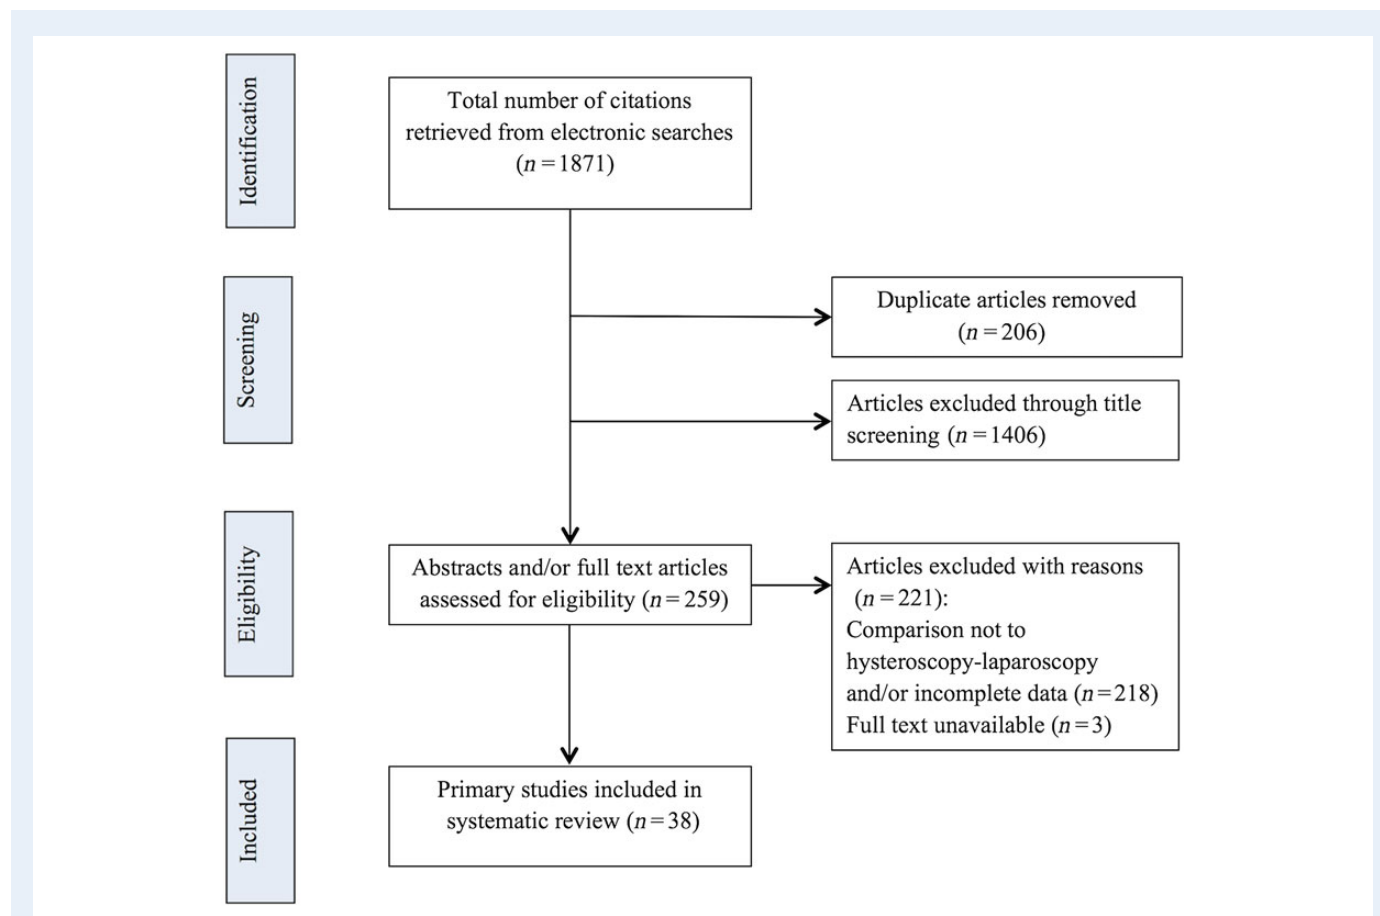 Identification
Total number of citations
retrieved from electronic searches
(n=1871)
Screening
Duplicate articles removed
(n=206)
Articles excluded through title
screening (n=1406)
Eligibility
Abstracts and/or full text articles
assessed for eligibility (n=259)
Articles excluded with reasons
(n=221):
Comparison not to
hysteroscopy-laparoscopy
and/or incomplete data (n=218)
Full text unavailable (n=3)
Included
Primary studies included in
systematic review (n=38)